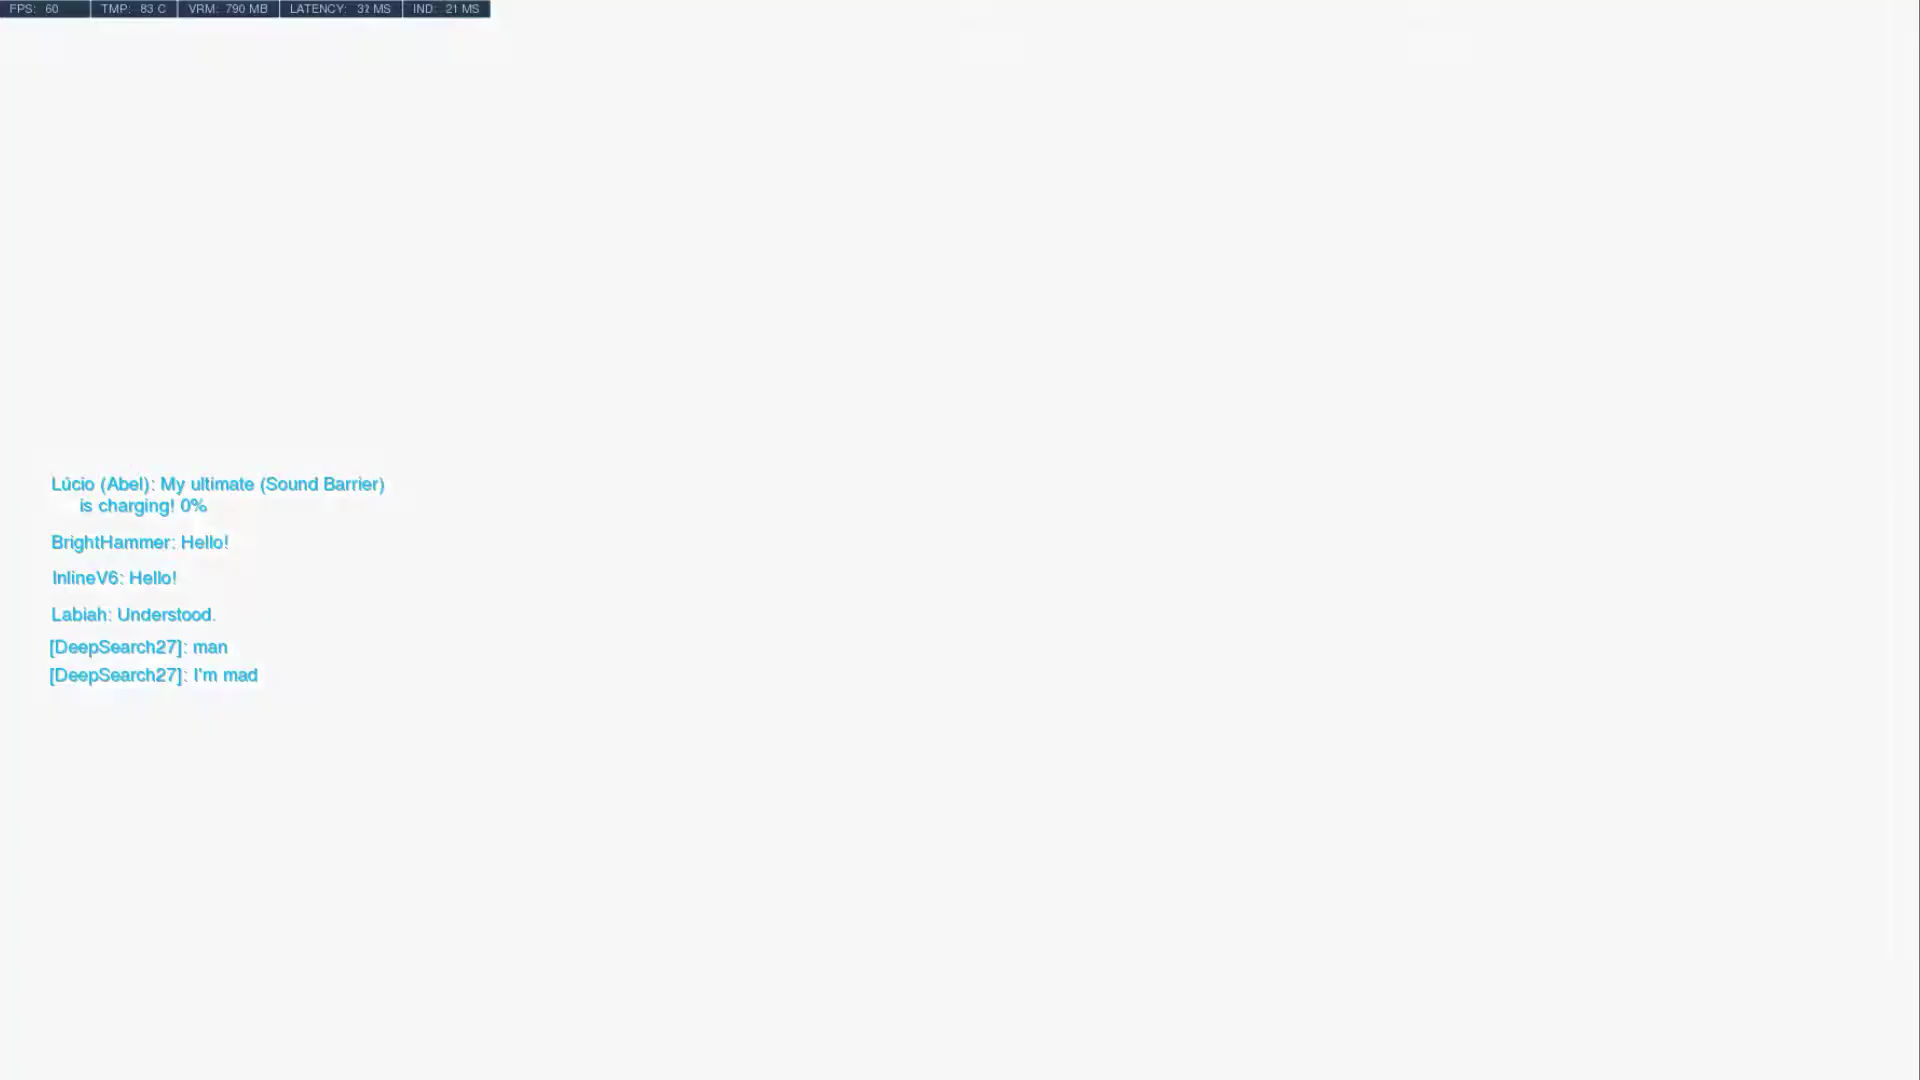 FPS: 60 TMP: 83 C VRM: 790 MB LATENCY: 32 MS IND: 21 MS
Lúcio (Abel): My ultimate (Sound Barrier)
is charging! 0%
BrightHammer: Hello!
InlineV6: Hello!
Labiah: Understood.
[DeepSearch27]: man
[DeepSearch27]: I'm mad